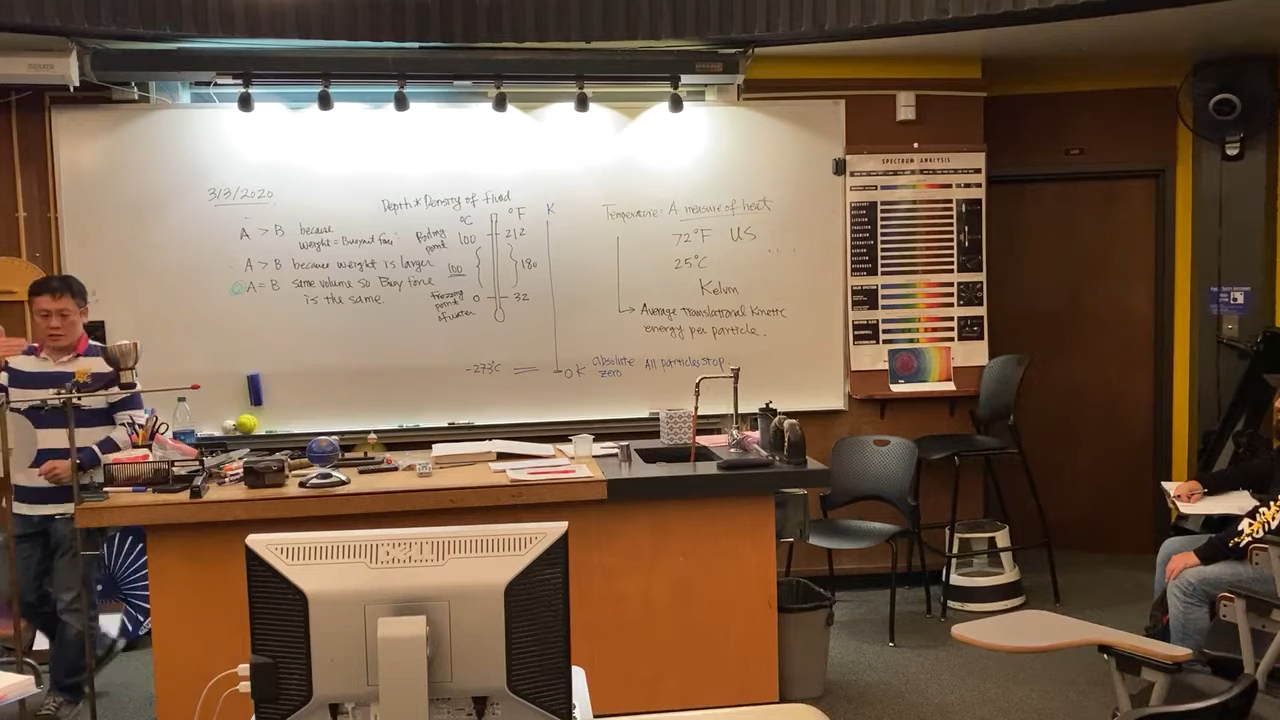 3/3/2020
A > B because
weight = Buoyant force
A > B because weight is larger
A = B same volume so Buoy force
is the same.
Depth * Density of fluid
°C °F K
Boiling
point 100 212
100 180
freezing
point
of water 0 32
-273°C = 0 K absolute
zero All particles stop.
Temperature: A measure of heat
72°F US
25°C
Kelvin
Average Translational Kinetic
energy per particle.
SPECTRUM ANALYSIS
DELL